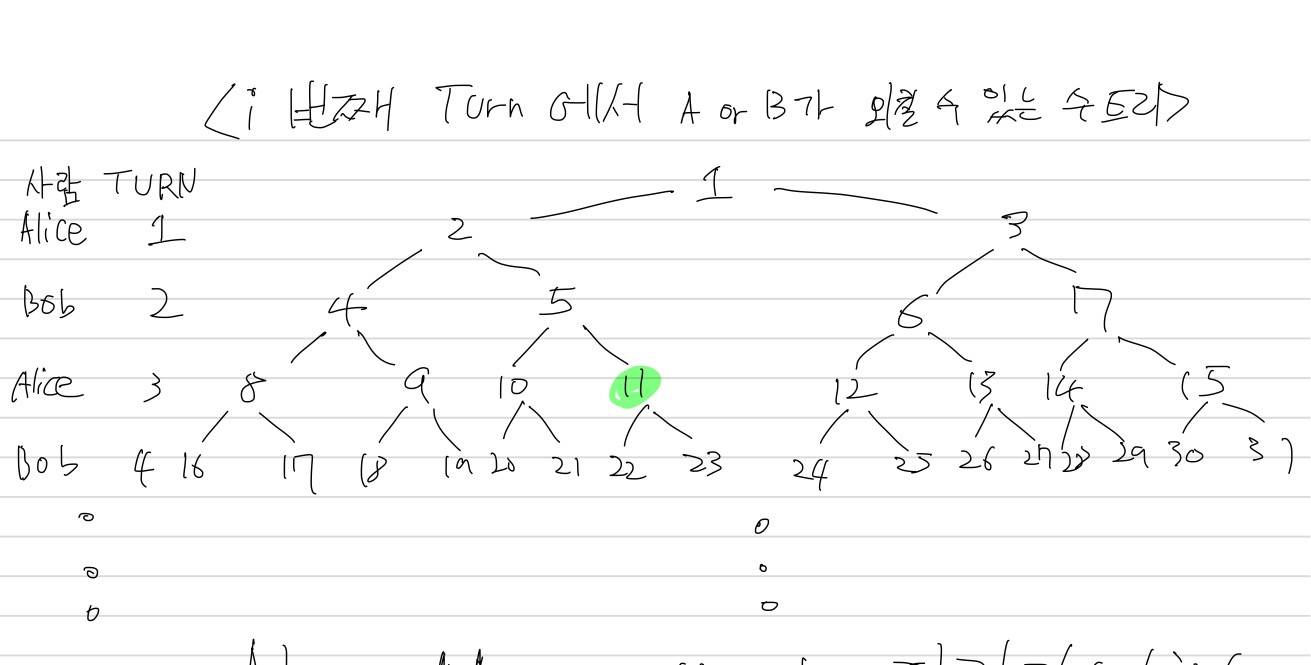 <i 번째 Turn 에서 A or B가 외칠 수 있는 수 트리>
사람 TURN 1
Alice 1 2 3
Bob 2 4 5 6 7
Alice 3 8 9 10 11 12 13 14 15
Bob 4 16 17 18 19 20 21 22 23 24 25 26 27 28 29 30 31